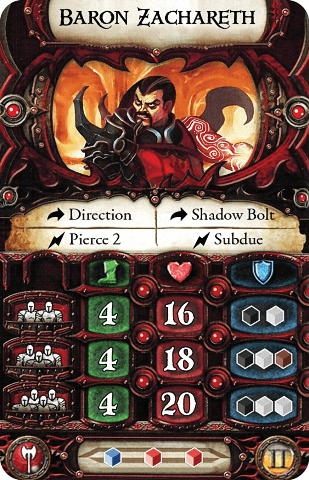 Baron Zachareth
Direction Shadow Bolt
Pierce 2 Subdue
4 16
4 18
4 20
II